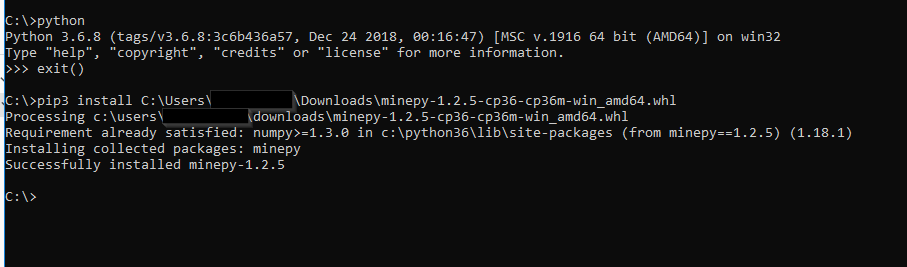 C:\>python
Python 3.6.8 (tags/v3.6.8:3c6b436a57, Dec 24 2018, 00:16:47) [MSC v.1916 64 bit (AMD64)] on win32
Type "help", "copyright", "credits" or "license" for more information.
>>> exit()
C:\>pip3 install C:\Users\ \Downloads\minepy-1.2.5-cp36-cp36m-win_amd64.whl
Processing c:\users\ \downloads\minepy-1.2.5-cp36-cp36m-win_amd64.whl
Requirement already satisfied: numpy>=1.3.0 in c:\python36\lib\site-packages (from minepy==1.2.5) (1.18.1)
Installing collected packages: minepy
Successfully installed minepy-1.2.5
C:\>